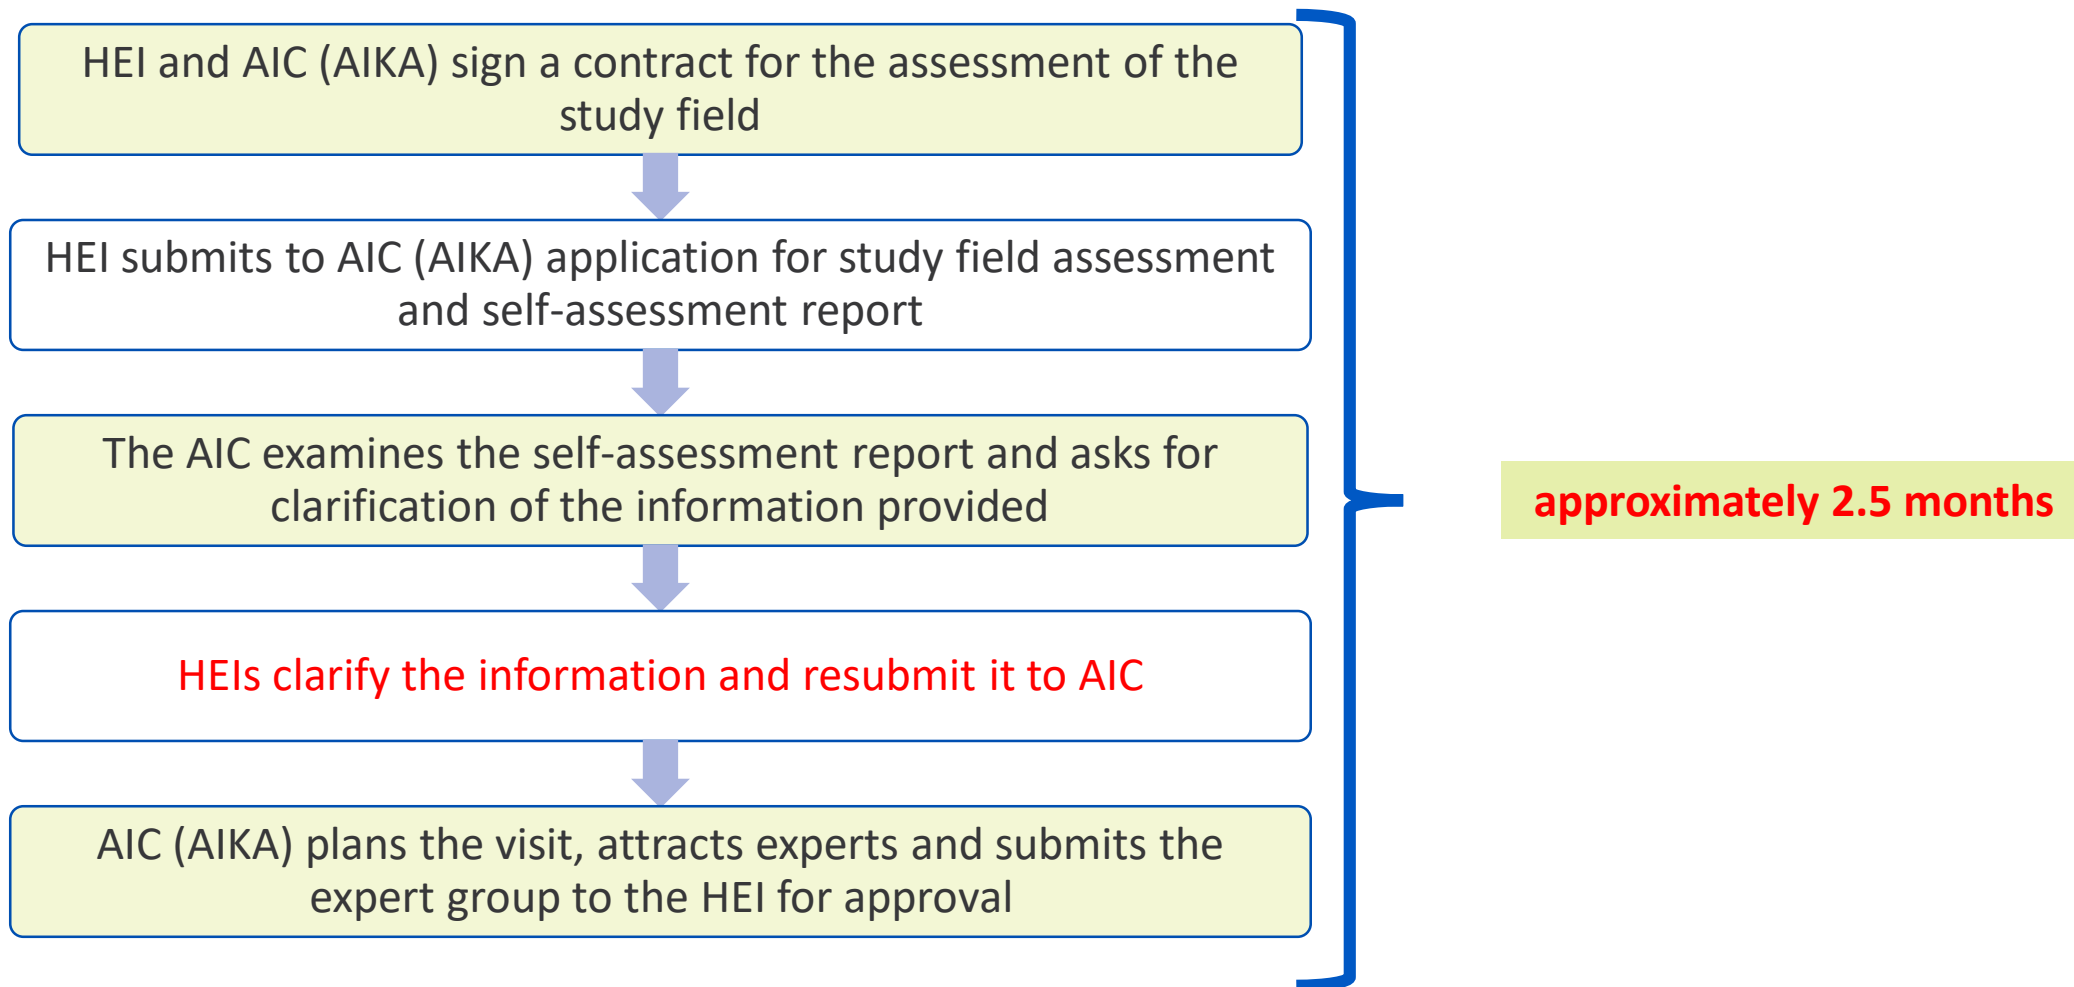 HEI and AIC (AIKA) sign a contract for the assessment of the
study field
HEI submits to AIC (AIKA) application for study field assessment
and self-assessment report
The AIC examines the self-assessment report and asks for
clarification of the information provided
approximately 2.5 months
HEIs clarify the information and resubmit it to AIC
AIC (AIKA) plans the visit, attracts experts and submits the
expert group to the HEI for approval